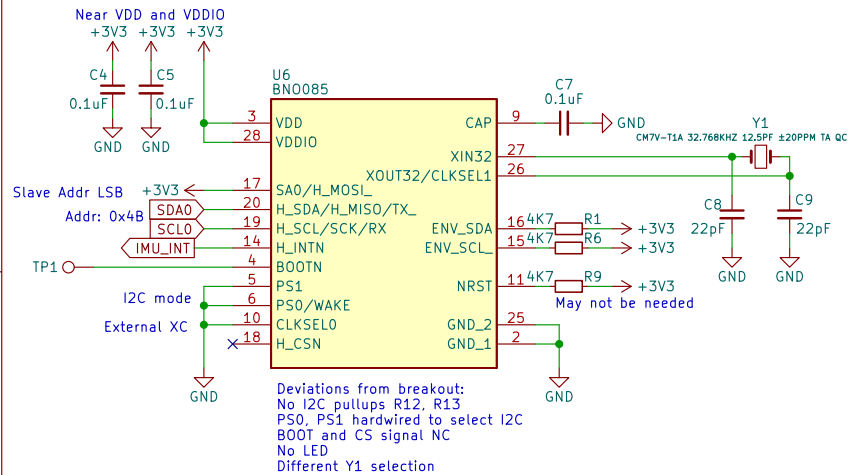 Near VDD and VDDIO
+3V3 +3V3 +3V3
C4 C5
0.1uF 0.1uF
GND GND
U6
BNO085
3 VDD
28 VDDIO
Slave Addr LSB
+3V3 17 SA0/H_MOSI_
Addr: 0x4B
SDA0 20 H_SDA/H_MISO/TX_
SCL0 19 H_SCL/SCK/RX
IMU_INT 14 H_INTN
TP1 4 BOOTN
5 PS1
I2C mode
6 PS0/WAKE
External XC
10 CLKSEL0
18 H_CSN
GND
CAP 9
C7
0.1uF
GND
XIN32 27
XOUT32/CLKSEL1 26
Y1
CM7V-T1A 32.768KHZ 12.5PF ±20PPM TA QC
C8 C9
22pF 22pF
GND GND
ENV_SDA 16 4K7 R1 +3V3
ENV_SCL_ 15 4K7 R6 +3V3
NRST 11 4K7 R9 +3V3
May not be needed
GND_2 25
GND_1 2
GND
Deviations from breakout:
No I2C pullups R12, R13
PS0, PS1 hardwired to select I2C
BOOT and CS signal NC
No LED
Different Y1 selection